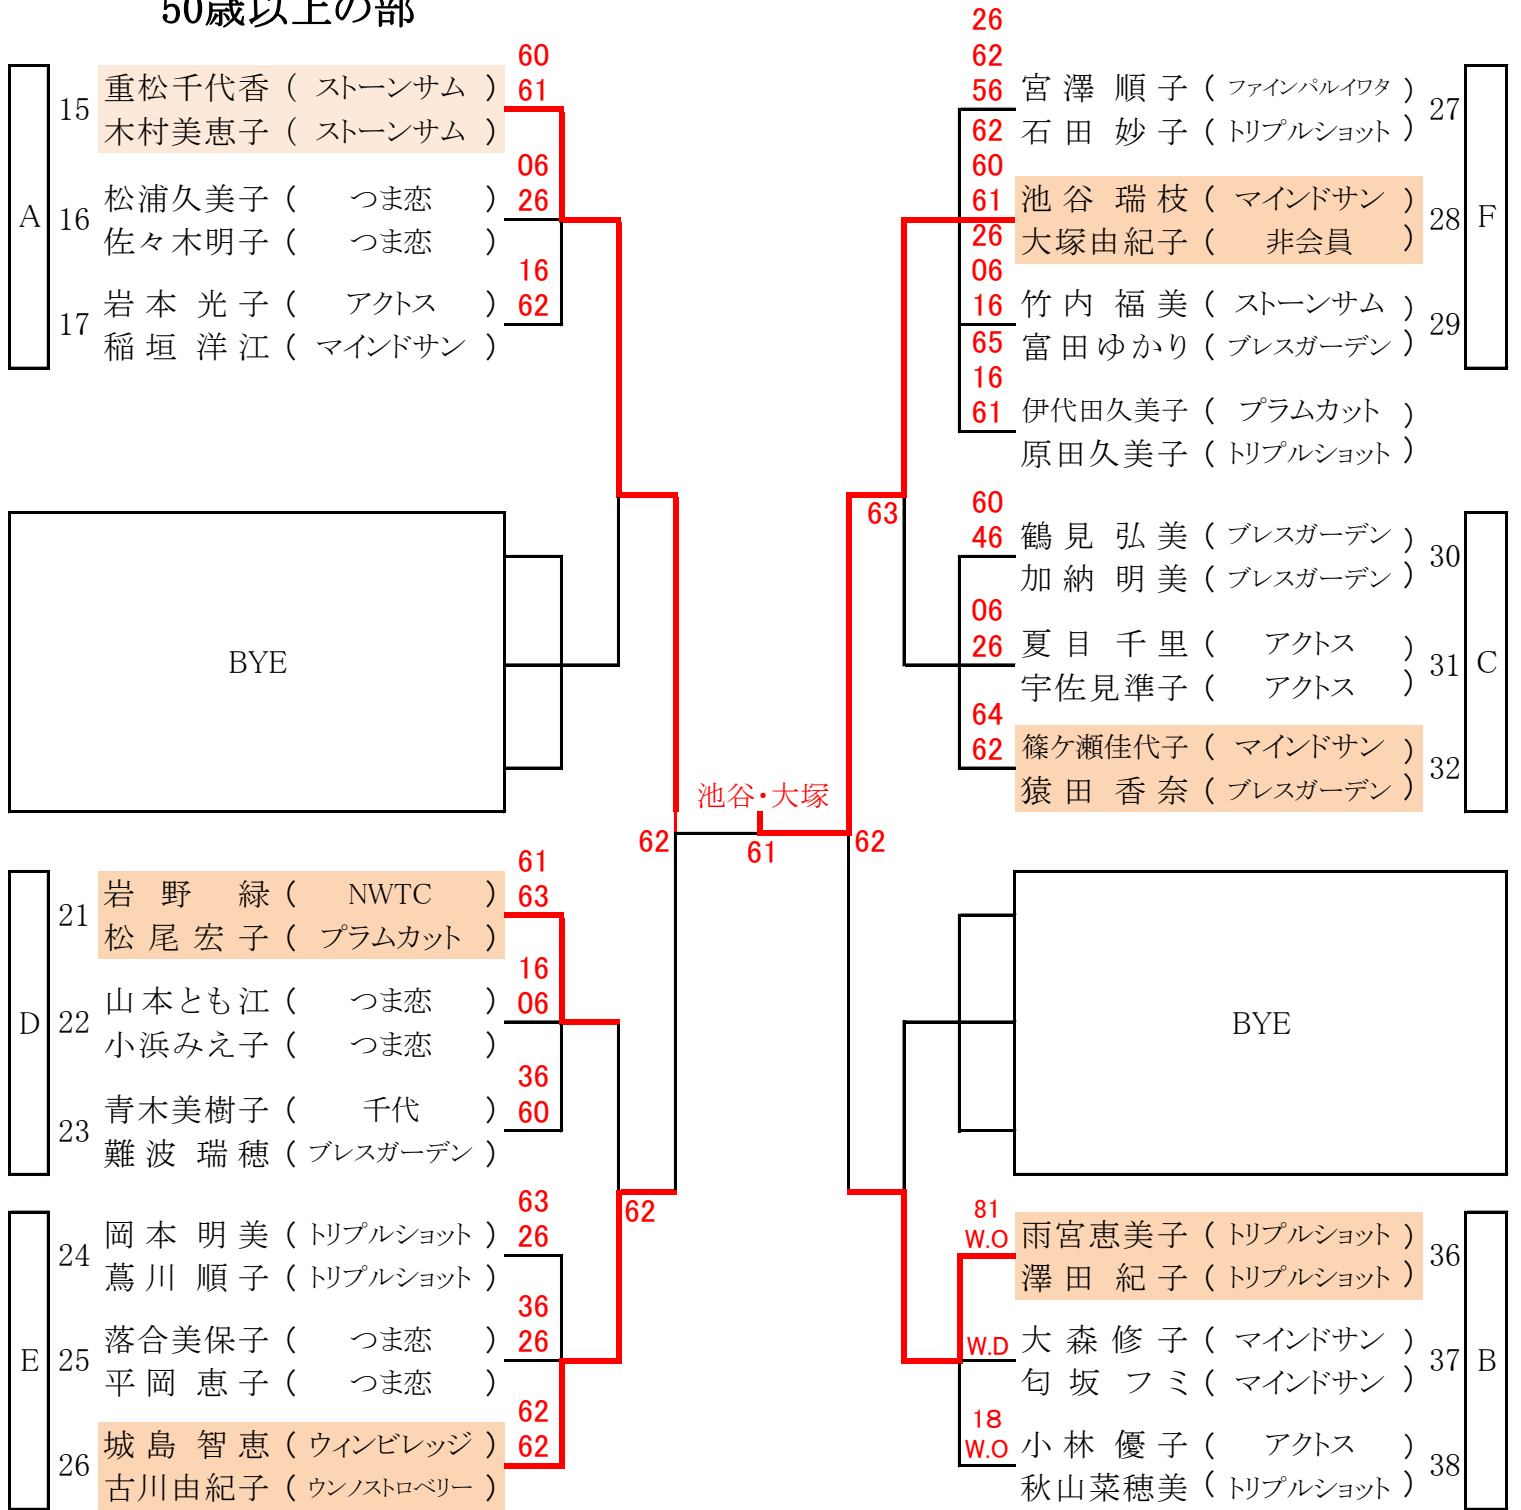 50歳以上の部
A
60
61
15
重松千代香 ( ストーンサム )
木村美恵子 ( ストーンサム )
06
26
16
松浦久美子 ( つま恋 )
佐々木明子 ( つま恋 )
16
62
17
岩本 光子 ( アクトス )
稲垣 洋江 ( マインドサン )
BYE
D
61
63
21
岩野 緑 ( NWTC )
松尾宏子 ( プラムカット )
16
06
22
山本とも江 ( つま恋 )
小浜みえ子 ( つま恋 )
36
60
23
青木美樹子 ( 千代 )
難波 瑞穂 ( ブレスガーデン )
E
63
26
24
岡本 明美 ( トリプルショット )
蔦川 順子 ( トリプルショット )
36
26
25
落合美保子 ( つま恋 )
平岡 恵子 ( つま恋 )
62
62
26
城島 智恵 ( ウィンビレッジ )
古川由紀子 ( ウンノストロベリー )
62
62
池谷・大塚
61
63
62
F
26
62
56
62
宮澤 順子 ( ファインパルイワタ )
石田 妙子 ( トリプルショット )
27
60
61
26
池谷 瑞枝 ( マインドサン )
大塚由紀子 ( 非会員 )
28
06
16
65
竹内 福美 ( ストーンサム )
富田ゆかり ( ブレスガーデン )
29
16
61
伊代田久美子 ( プラムカット )
原田久美子 ( トリプルショット )
C
60
46
鶴見 弘美 ( ブレスガーデン )
加納 明美 ( ブレスガーデン )
30
06
26
夏目 千里 ( アクトス )
宇佐見準子 ( アクトス )
31
64
62
篠ケ瀬佳代子 ( マインドサン )
猿田 香奈 ( ブレスガーデン )
32
BYE
B
81
W.O
雨宮恵美子 ( トリプルショット )
澤田 紀子 ( トリプルショット )
36
W.D
大森修子 ( マインドサン )
匂坂フミ ( マインドサン )
37
18
W.O
小林優子 ( アクトス )
秋山菜穂美 ( トリプルショット )
38